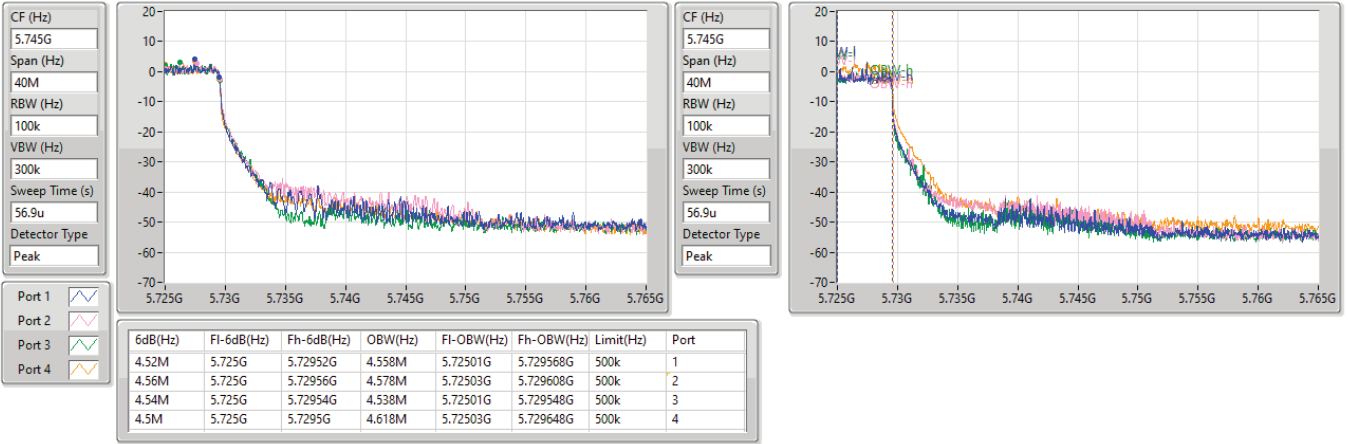 CF (Hz)
5.745G
Span (Hz)
40M
RBW (Hz)
100k
VBW (Hz)
300k
Sweep Time (s)
56.9u
Detector Type
Peak
20
10
0
-10
-20
-30
-40
-50
-60
-70
5.725G 5.73G 5.735G 5.74G 5.745G 5.75G 5.755G 5.76G 5.765G
CF (Hz)
5.745G
Span (Hz)
40M
RBW (Hz)
100k
VBW (Hz)
300k
Sweep Time (s)
56.9u
Detector Type
Peak
20
10
0
-10
-20
-30
-40
-50
-60
-70
5.725G 5.73G 5.735G 5.74G 5.745G 5.75G 5.755G 5.76G 5.765G
Port 1
Port 2
Port 3
Port 4
6dB(Hz) Fl-6dB(Hz) Fh-6dB(Hz) OBW(Hz) Fl-OBW(Hz) Fh-OBW(Hz) Limit(Hz) Port
4.52M 5.725G 5.72952G 4.558M 5.72501G 5.729568G 500k 1
4.56M 5.725G 5.72956G 4.578M 5.72503G 5.729608G 500k 2
4.54M 5.725G 5.72954G 4.538M 5.72501G 5.729548G 500k 3
4.5M 5.725G 5.7295G 4.618M 5.72503G 5.729648G 500k 4